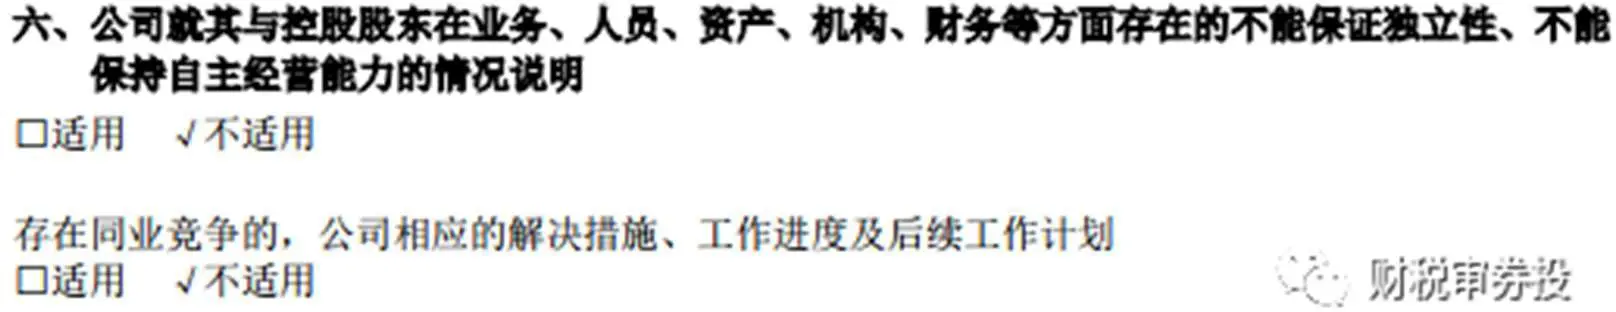 六、公司就其与控股股东在业务、人员、资产、机构、财务等方面存在的不能保证独立性、不能
保持自主经营能力的情况说明
□适用 √不适用
存在同业竞争的，公司相应的解决措施、工作进度及后续工作计划
□适用 √不适用
财税审券投